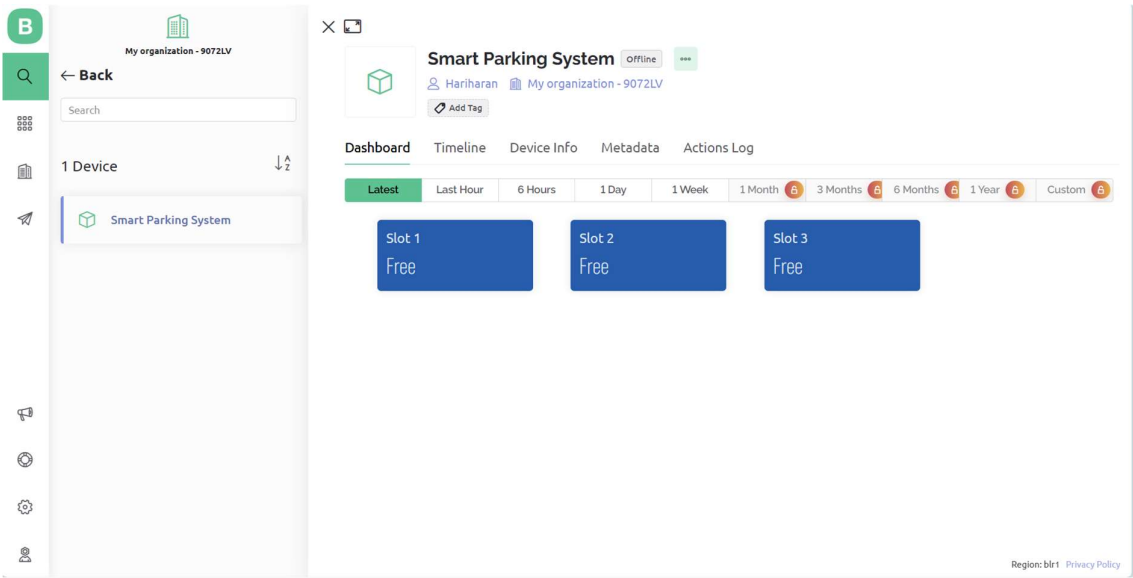 B
My organization - 9072LV
← Back
Search
1 Device
A
Z
Smart Parking System
Smart Parking System Offline
Hariharan My organization - 9072LV
Add Tag
Dashboard Timeline Device Info Metadata Actions Log
Latest Last Hour 6 Hours 1 Day 1 Week 1 Month 3 Months 6 Months 1 Year Custom
Slot 1
Free
Slot 2
Free
Slot 3
Free
Region: blr1 Privacy Policy